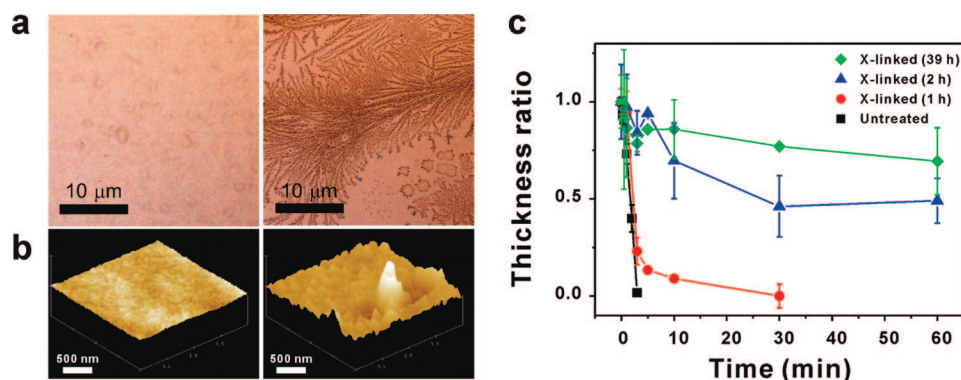 a
10 μm
10 μm
b
500 nm
500 nm
c
Thickness ratio
1.0
0.5
0.0
X-linked (39 h)
X-linked (2 h)
X-linked (1 h)
Untreated
0 10 20 30 40 50 60
Time (min)